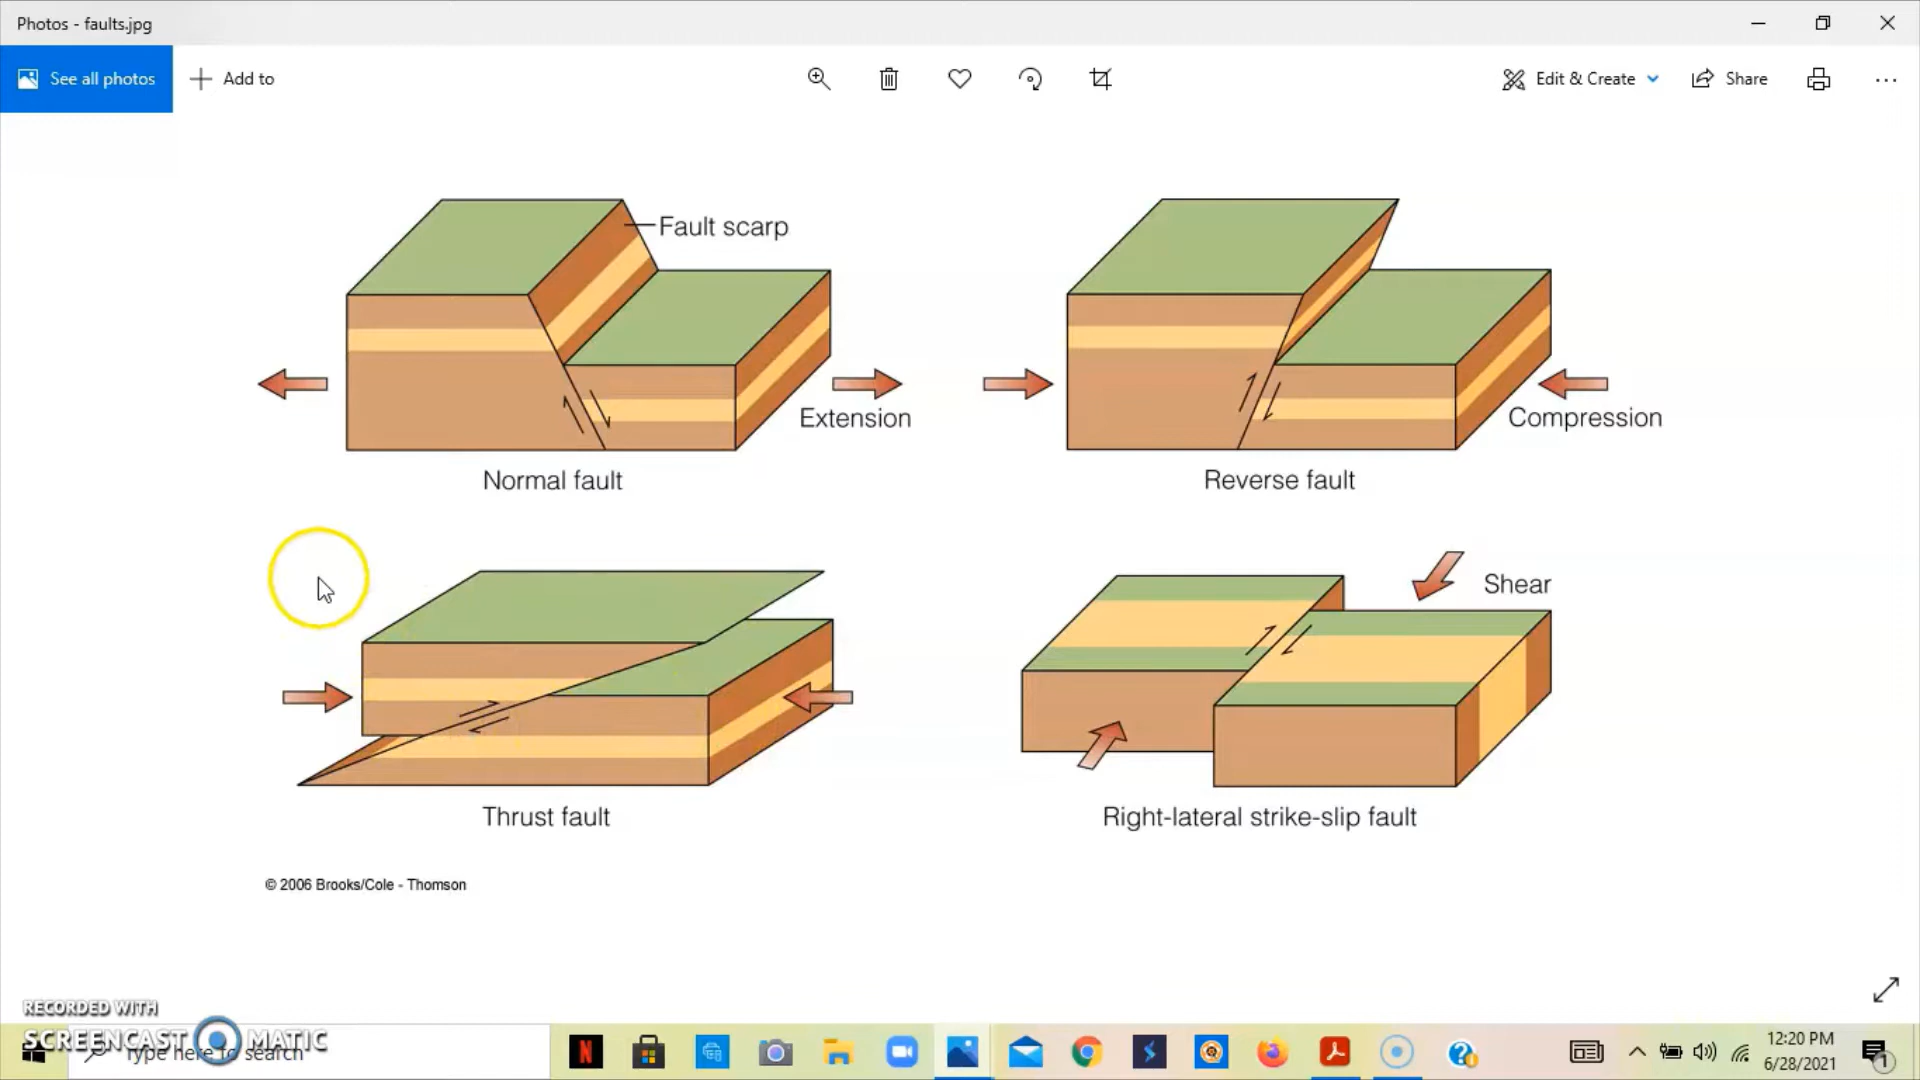 Photos - faults.jpg
See all photos
Add to
Edit & Create
Share
Fault scarp
Extension
Compression
Normal fault
Reverse fault
Shear
Thrust fault
Right-lateral strike-slip fault
© 2006 Brooks/Cole - Thomson
RECORDED WITH
SCREENCAST MATIC
Type here to search
N
12:20 PM
6/28/2021
1